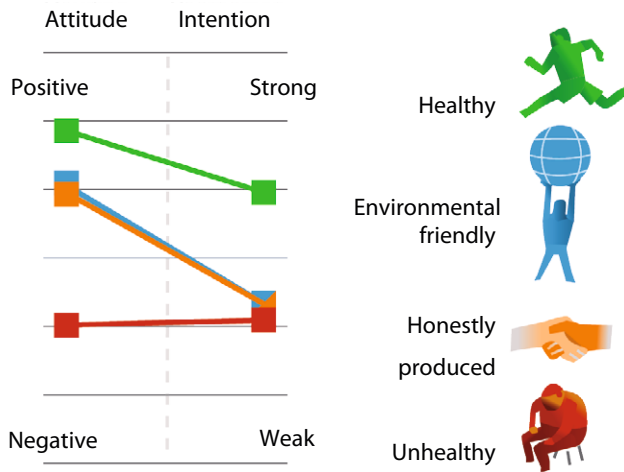 Attitude
Intention
Positive
Strong
Negative
Weak
Healthy
Environmental
friendly
Honestly
produced
Unhealthy